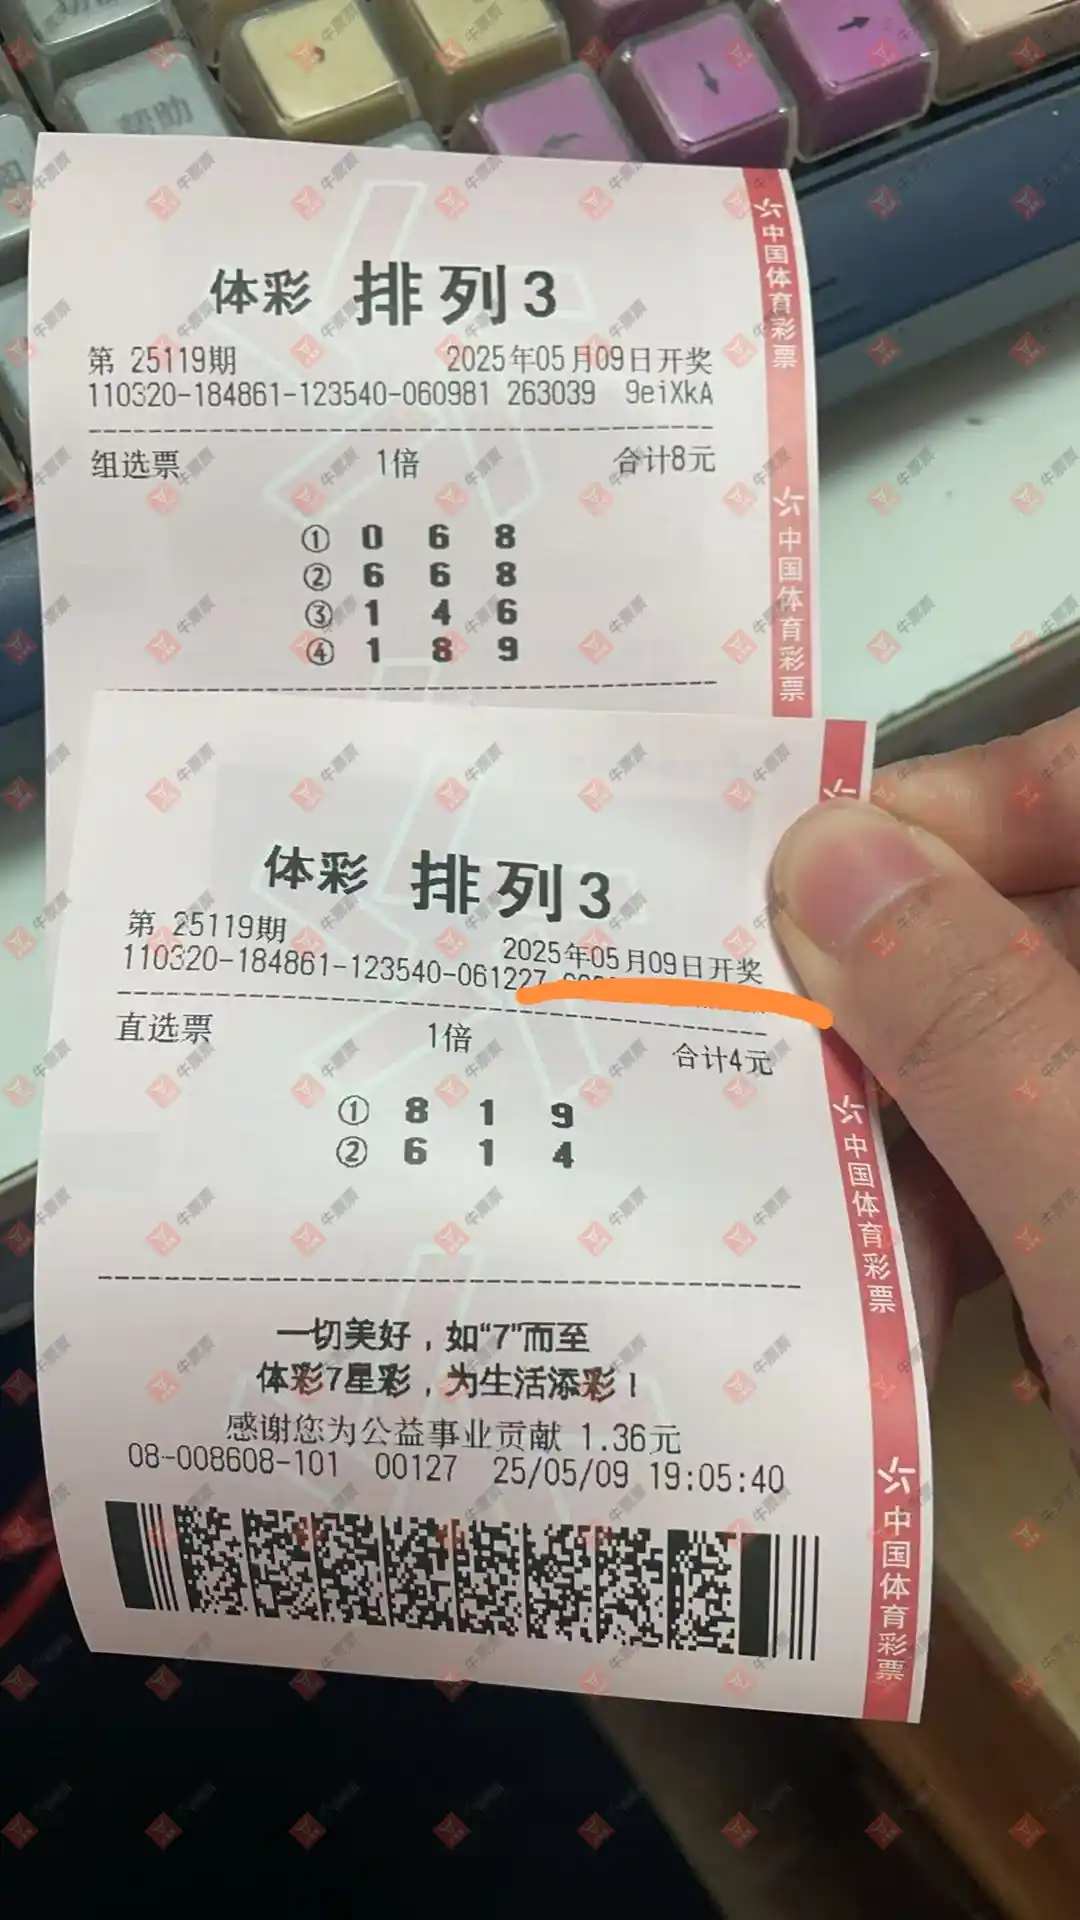 帮助
体彩 排列3
第 25119期 2025年05月09日开奖
110320-184861-123540-060981 263039 9eiXkA
组选票 1倍 合计8元
① 0 6 8
② 6 6 8
③ 1 4 6
④ 1 8 9
中国体育彩票
中国体育彩票
体彩 排列3
第 25119期 2025年05月09日开奖
110320-184861-123540-061227
直选票 1倍 合计4元
① 8 1 9
② 6 1 4
一切美好，如“7”而至
体彩7星彩，为生活添彩！
感谢您为公益事业贡献 1.36元
08-008608-101 00127 25/05/09 19:05:40
中国体育彩票
中国体育彩票
牛票票